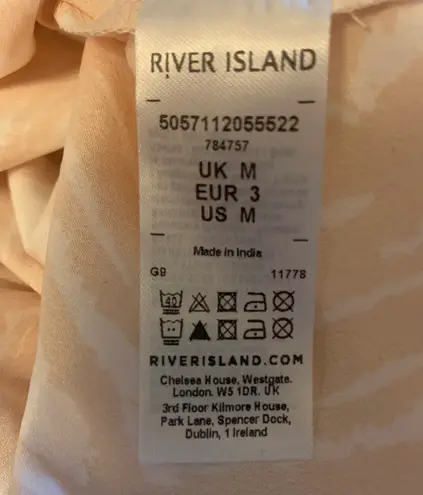 RIVER ISLAND
5057112055522
784757
UK M
EUR 3
US M
Made in India
G9 11778
40
RIVERISLAND.COM
Chelsea House, Westgate.
London. W5 1DR. UK
3rd Floor Kilmore House,
Park Lane, Spencer Dock,
Dublin, 1 Ireland